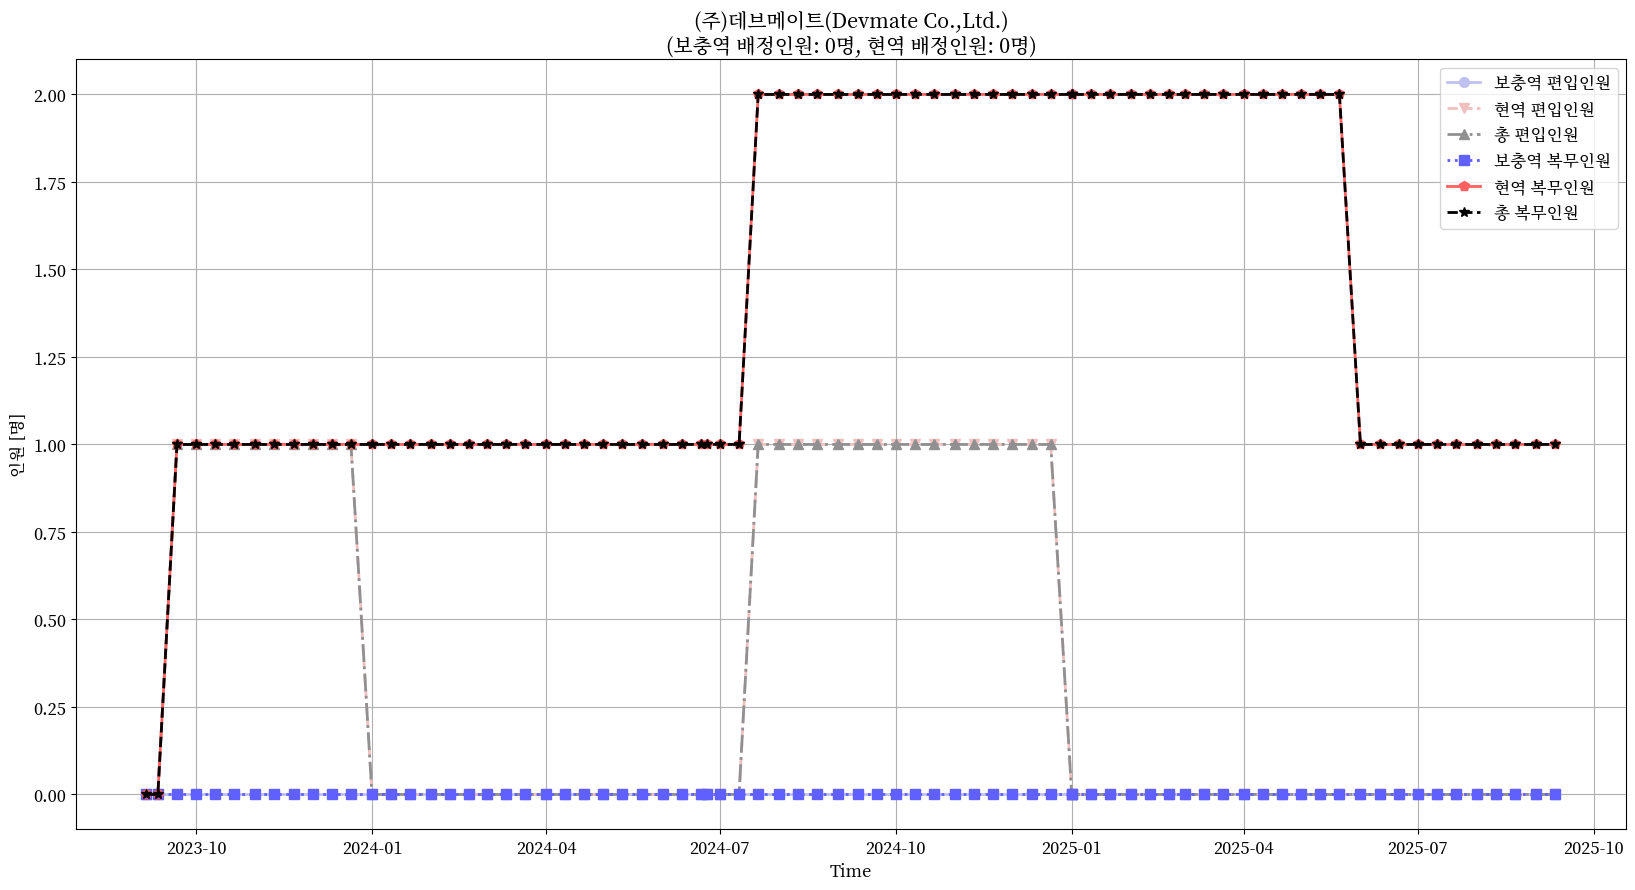 (주)데브메이트(Devmate Co.,Ltd.)
(보충역 배정인원: 0명, 현역 배정인원: 0명)
보충역 편입인원
현역 편입인원
총 편입인원
보충역 복무인원
현역 복무인원
총 복무인원
인원 [명]
2.00
1.75
1.50
1.25
1.00
0.75
0.50
0.25
0.00
2023-10
2024-01
2024-04
2024-07
2024-10
2025-01
2025-04
2025-07
2025-10
Time